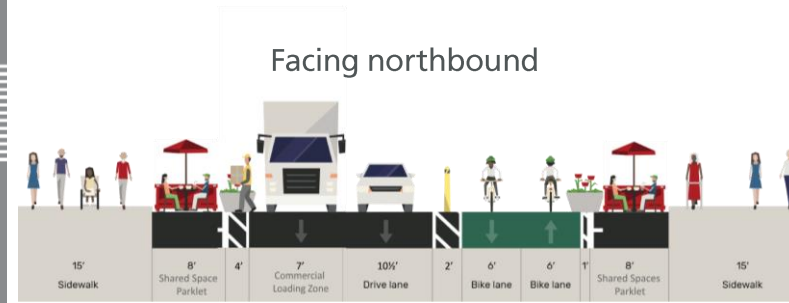 Facing northbound
15'
Sidewalk
8'
Shared Space
Parklet
4'
7'
Commercial
Loading Zone
10½'
Drive lane
2'
6'
Bike lane
6'
Bike lane
1'
8'
Shared Spaces
Parklet
15'
Sidewalk